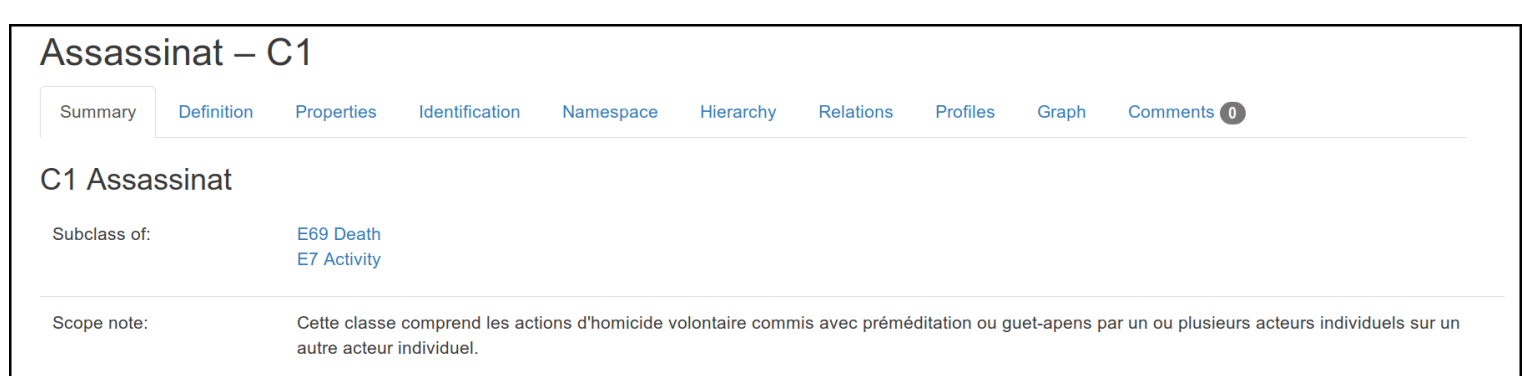 Assassinat – C1
Summary Definition Properties Identification Namespace Hierarchy Relations Profiles Graph Comments 0
C1 Assassinat
Subclass of: E69 Death
E7 Activity
Scope note: Cette classe comprend les actions d'homicide volontaire commis avec préméditation ou guet-apens par un ou plusieurs acteurs individuels sur un
autre acteur individuel.